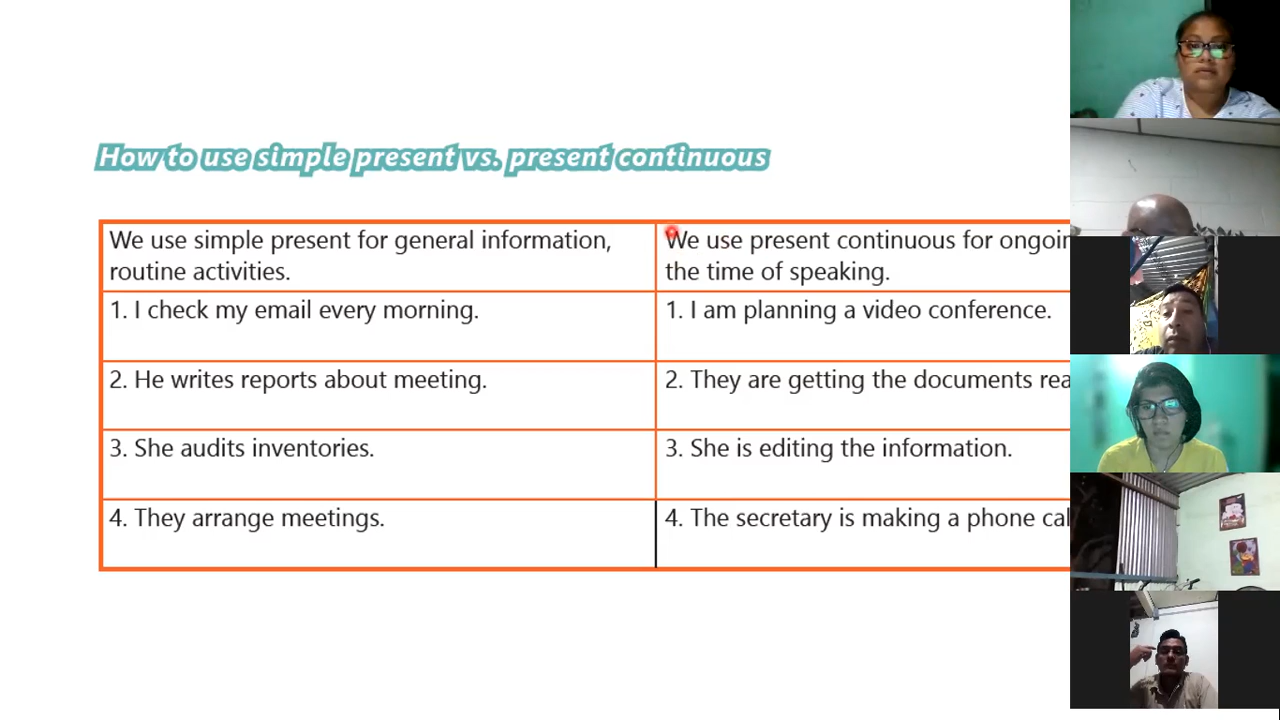 How to use simple present vs. present continuous
We use simple present for general information,
routine activities.
We use present continuous for
the time of speaking.
1. I check my email every morning.
1. I am planning a video conference.
2. He writes reports about meeting.
2. They are getting the documents
3. She audits inventories.
3. She is editing the information.
4. They arrange meetings.
4. The secretary is making a phone